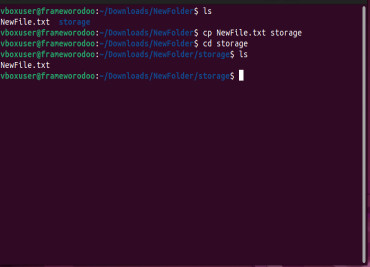 vboxuser@frameworodoo:~/Downloads/NewFolder$ ls
NewFile.txt storage
vboxuser@frameworodoo:~/Downloads/NewFolder$ cp NewFile.txt storage
vboxuser@frameworodoo:~/Downloads/NewFolder$ cd storage
vboxuser@frameworodoo:~/Downloads/NewFolder/storage$ ls
NewFile.txt
vboxuser@frameworodoo:~/Downloads/NewFolder/storage$